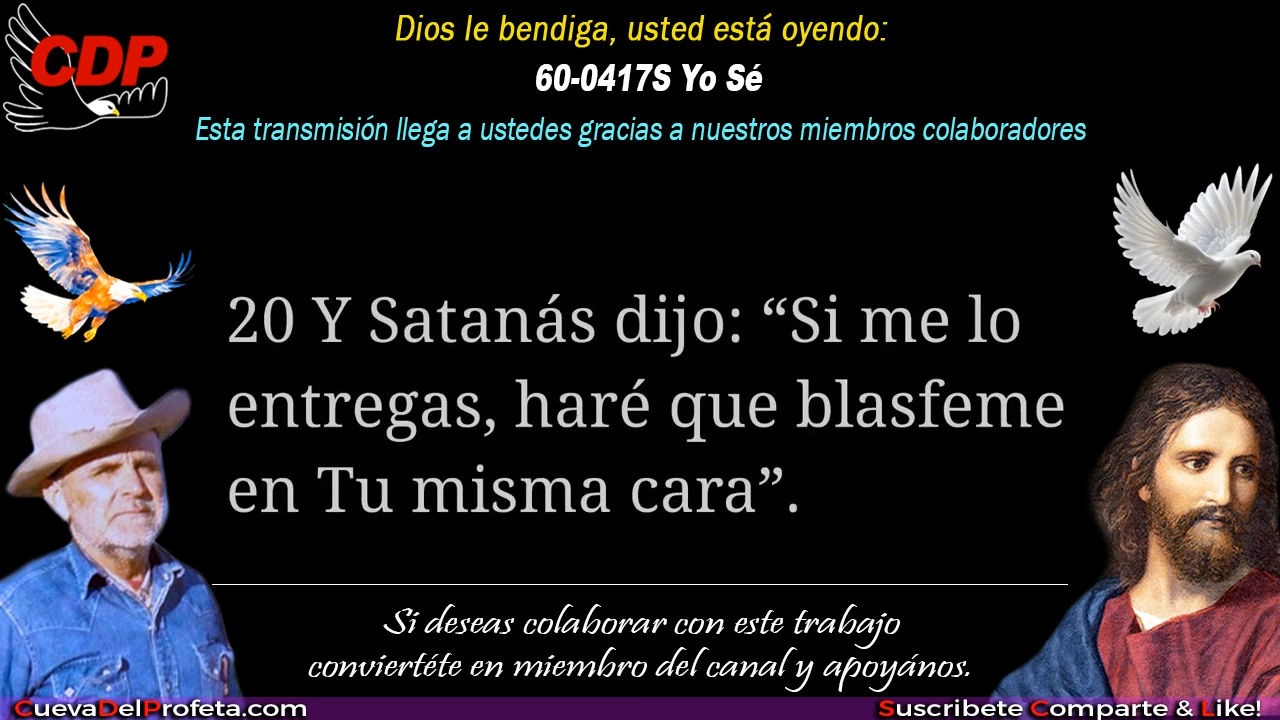 CDP
Dios le bendiga, usted está oyendo:
60-0417S Yo Sé
Esta transmisión llega a ustedes gracias a nuestros miembros colaboradores
20 Y Satanás dijo: “Si me lo
entregas, haré que blasfeme
en Tu misma cara”.
Si deseas colaborar con este trabajo
conviertéte en miembro del canal y apoyános.
CuevaDelProfeta.com
Suscribete Comparte & Like!